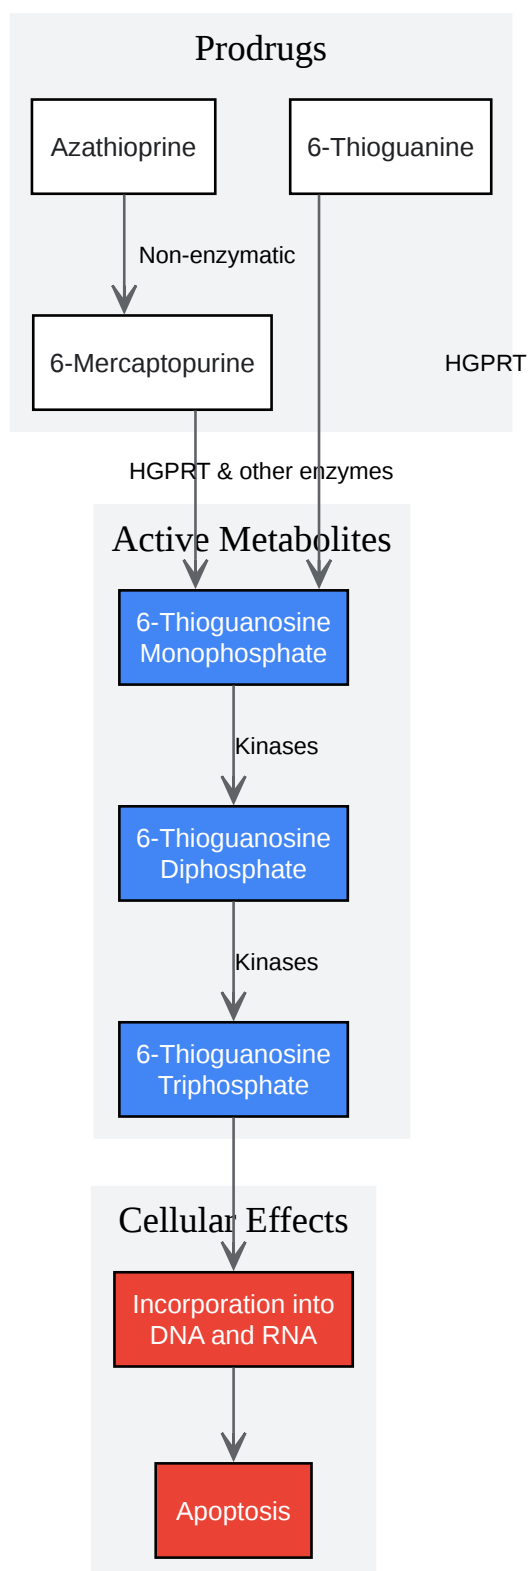 Prodrugs
Azathioprine
6-Thioguanine
Non-enzymatic
6-Mercaptopurine
HGPRT
HGPRT & other enzymes
Active Metabolites
6-Thioguanosine
Monophosphate
Kinases
6-Thioguanosine
Diphosphate
Kinases
6-Thioguanosine
Triphosphate
Cellular Effects
Incorporation into
DNA and RNA
Apoptosis